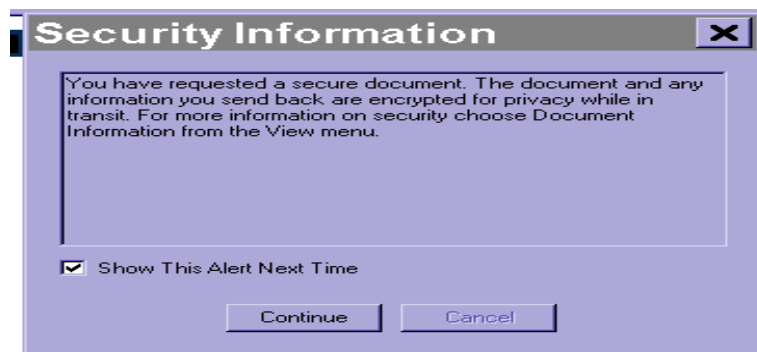 Security Information
You have requested a secure document. The document and any
information you send back are encrypted for privacy while in
transit. For more information on security choose Document
Information from the View menu.
Show This Alert Next Time
Continue Cancel